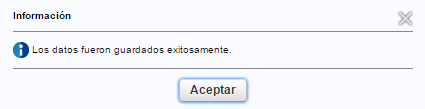 Información
Los datos fueron guardados exitosamente.
Aceptar